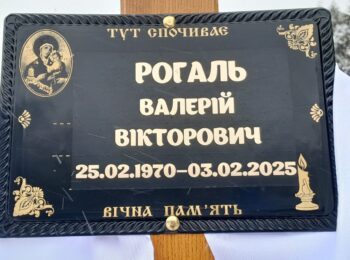 ТУТ СПОЧИВАЄ
РОГАЛЬ
ВАЛЕРІЙ
ВІКТОРОВИЧ
25.02.1970–03.02.2025
ВІЧНА ПАМ'ЯТЬ